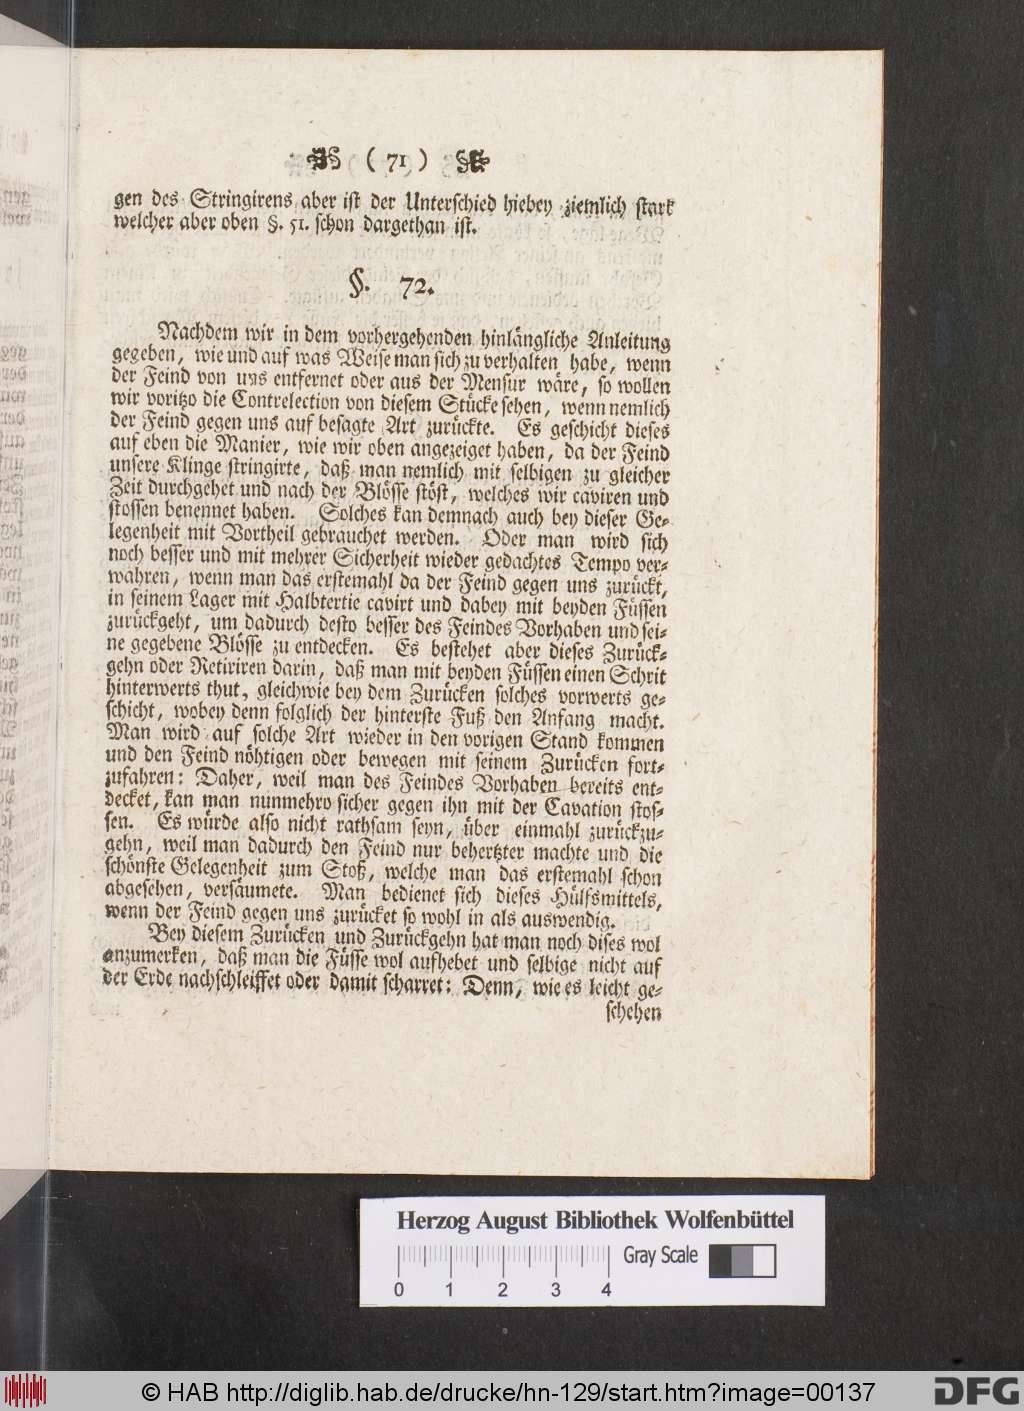 ( 71 )
gen des Stringirens aber ist der Unterschied hiebey ziemlich stark
welcher aber oben §. 51. schon dargethan ist.
§. 72.
Nachdem wir in dem vorhergehenden hinlängliche Anleitung
gegeben, wie und auf was Weise man sich zu verhalten habe, wenn
der Feind von uns entfernet oder aus der Mensur wäre, so wollen
wir voritzo die Contrelection von diesem Stücke sehen, wenn nemlich
der Feind gegen uns auf besagte Art zurückte. Es geschicht dieses
auf eben die Manier, wie wir oben angezeiget haben, da der Feind
unsere Klinge stringirte, daß man nemlich mit selbigen zu gleicher
Zeit durchgehet und nach der Blösse stöst, welches wir caviren und
stossen benennet haben. Solches kan demnach auch bey dieser Ge-
legenheit mit Vortheil gebrauchet werden. Oder man wird sich
noch besser und mit mehrer Sicherheit wieder gedachtes Tempo ver-
wahren, wenn man das erstemahl da der Feind gegen uns zurückt,
in seinem Lager mit Halbtertie cavirt und dabey mit beyden Füssen
zurückgeht, um dadurch desto besser des Feindes Vorhaben und sei-
ne gegebene Blösse zu entdecken. Es bestehet aber dieses Zurück-
gehn oder Retiriren darin, daß man mit beyden Füssen einen Schrit
hinterwerts thut, gleichwie bey dem Zurücken solches vorwerts ge-
schicht, wobey denn folglich der hinterste Fuß den Anfang macht.
Man wird auf solche Art wieder in den vorigen Stand kommen
und den Feind nöhtigen oder bewegen mit seinem Zurücken fort-
zufahren: Daher, weil man des Feindes Vorhaben bereits ent-
decket, kan man nunmehro sicher gegen ihn mit der Cavation stos-
sen. Es würde also nicht rathsam seyn, über einmahl zurückzu-
gehn, weil man dadurch den Feind nur behertzter machte und die
schönste Gelegenheit zum Stoß, welche man das erstemahl schon
abgesehen, versäumete. Man bedienet sich dieses Hülfsmittels,
wenn der Feind gegen uns zurücket so wohl in als auswendig.
Bey diesem Zurücken und Zurückgehn hat man noch dises wol
anzumerken, daß man die Füsse wol aufhebet und selbige nicht auf
der Erde nachschleiffet oder damit scharret: Denn, wie es leicht ge-
schehen
Herzog August Bibliothek Wolfenbüttel
Gray Scale
0 1 2 3 4
© HAB http://diglib.hab.de/drucke/hn-129/start.htm?image=00137
DFG